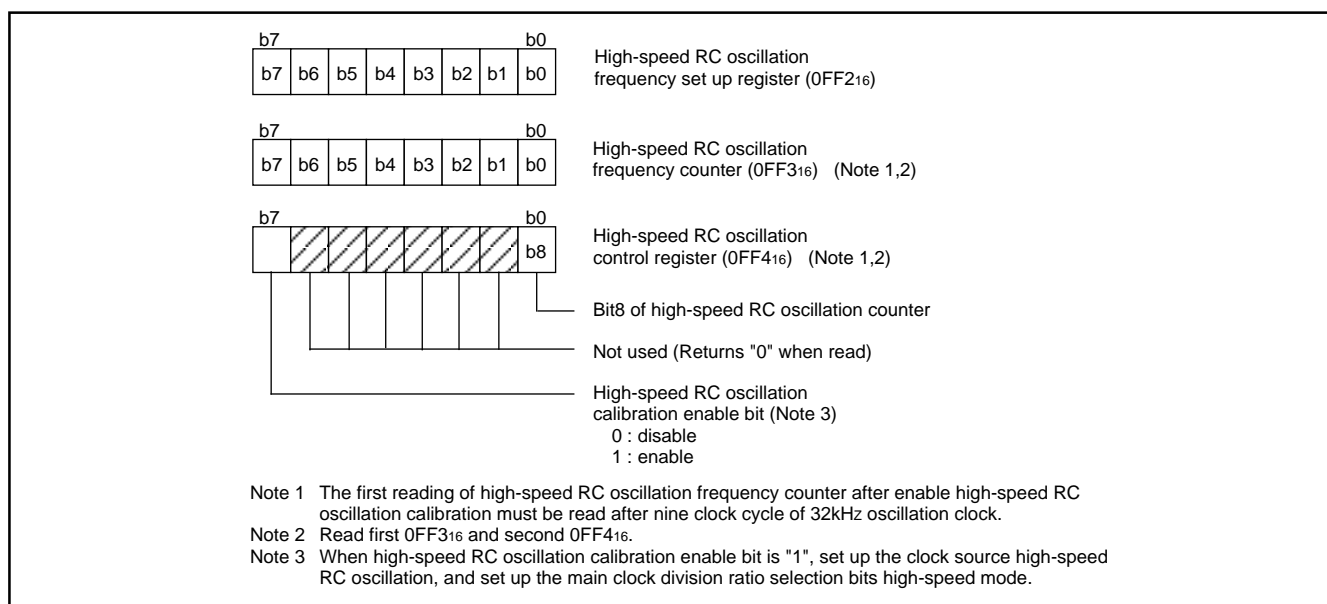 b7 b0
b7 b6 b5 b4 b3 b2 b1 b0
High-speed RC oscillation
frequency set up register (0FF216)
b7 b0
b7 b6 b5 b4 b3 b2 b1 b0
High-speed RC oscillation
frequency counter (0FF316) (Note 1,2)
b7 b0
b8
High-speed RC oscillation
control register (0FF416) (Note 1,2)
Bit8 of high-speed RC oscillation counter
Not used (Returns "0" when read)
High-speed RC oscillation
calibration enable bit (Note 3)
0 : disable
1 : enable
Note 1 The first reading of high-speed RC oscillation frequency counter after enable high-speed RC
oscillation calibration must be read after nine clock cycle of 32kHz oscillation clock.
Note 2 Read first 0FF316 and second 0FF416.
Note 3 When high-speed RC oscillation calibration enable bit is "1", set up the clock source high-speed
RC oscillation, and set up the main clock division ratio selection bits high-speed mode.